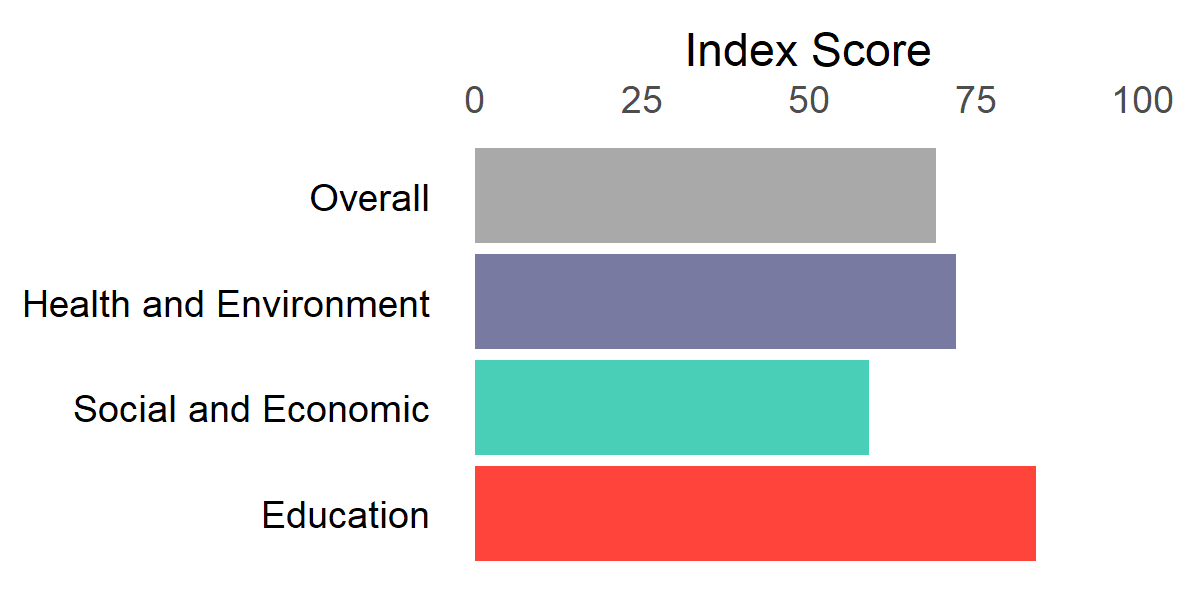 Index Score
0 25 50 75 100
Overall
Health and Environment
Social and Economic
Education